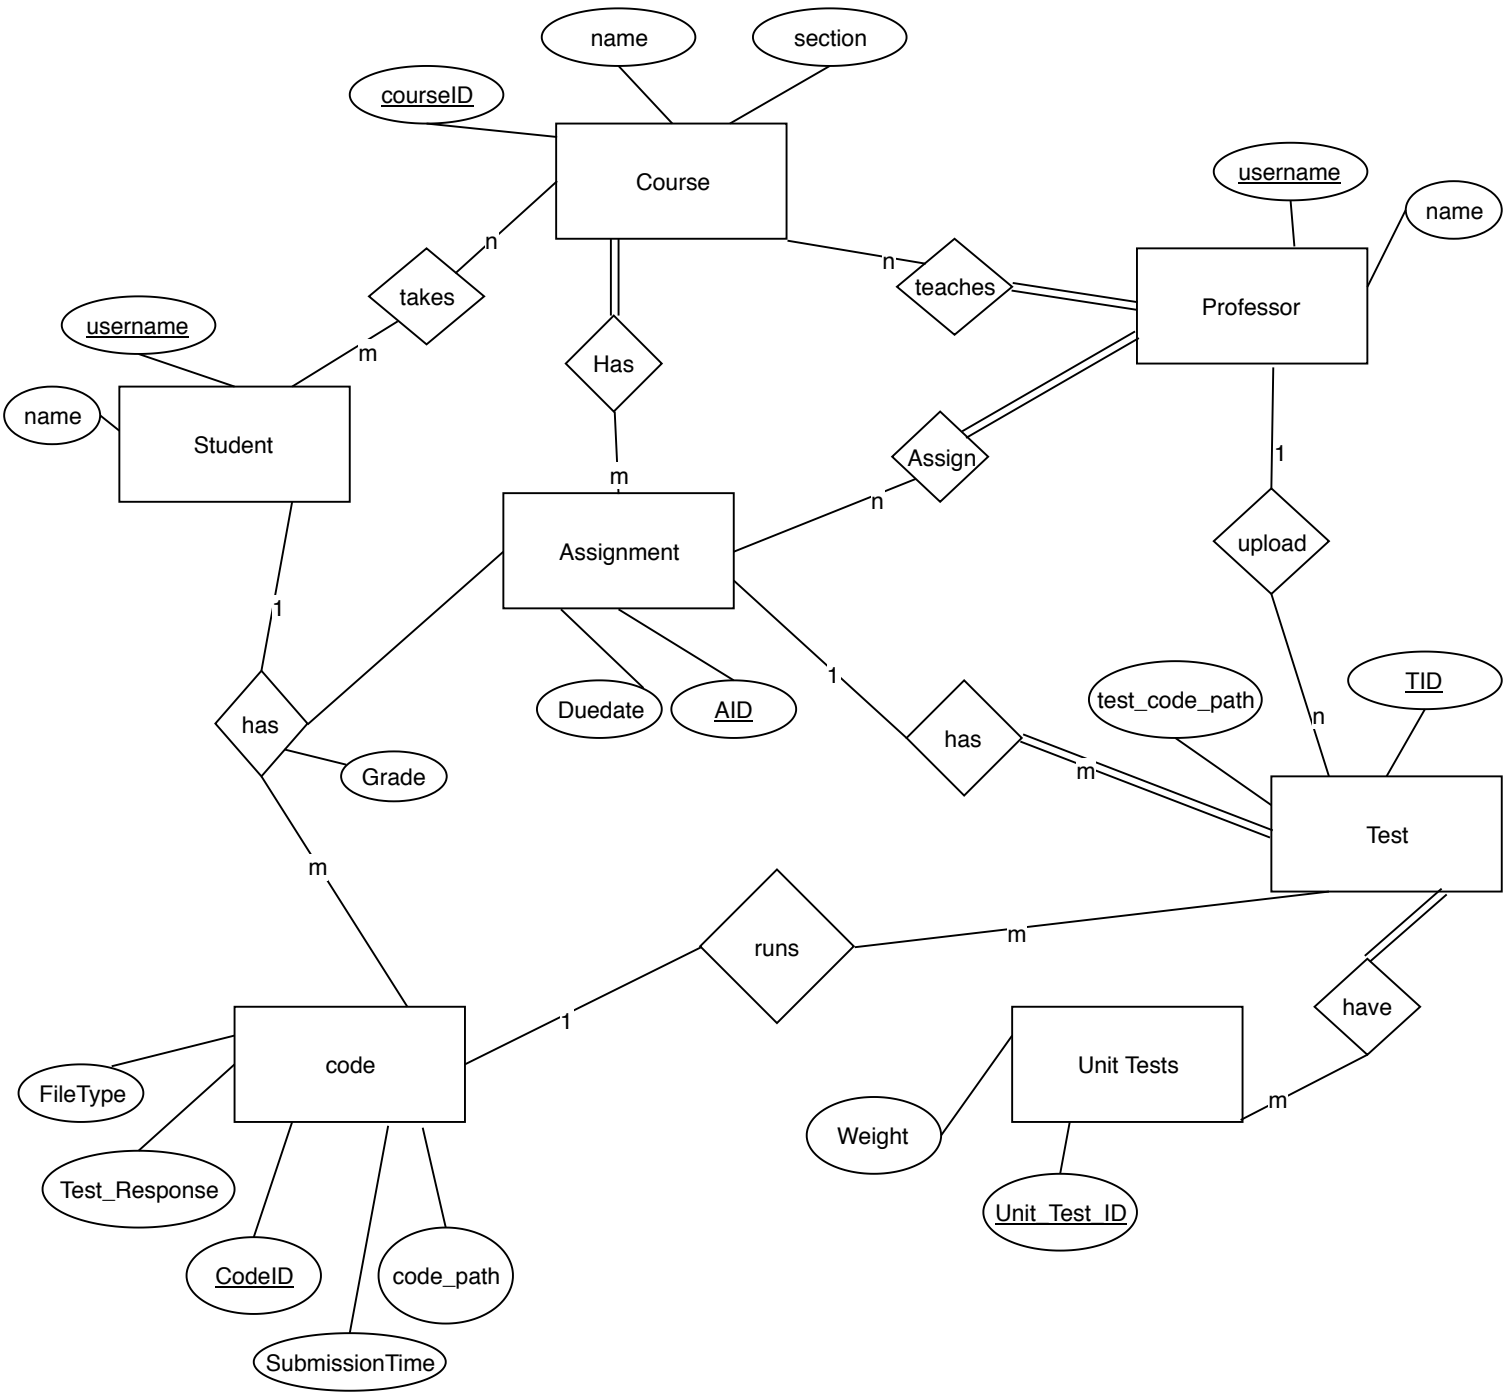 name
section
courseID
Course
username
name
n
n
teaches
takes
Professor
username
m
Has
name
Student
1
Assign
m
n
upload
Assignment
1
1
test_code_path
TID
Duedate
AID
n
has
has
m
Grade
Test
m
runs
m
have
1
code
Unit Tests
FileType
m
Weight
Test_Response
Unit_Test_ID
CodeID
code_path
SubmissionTime